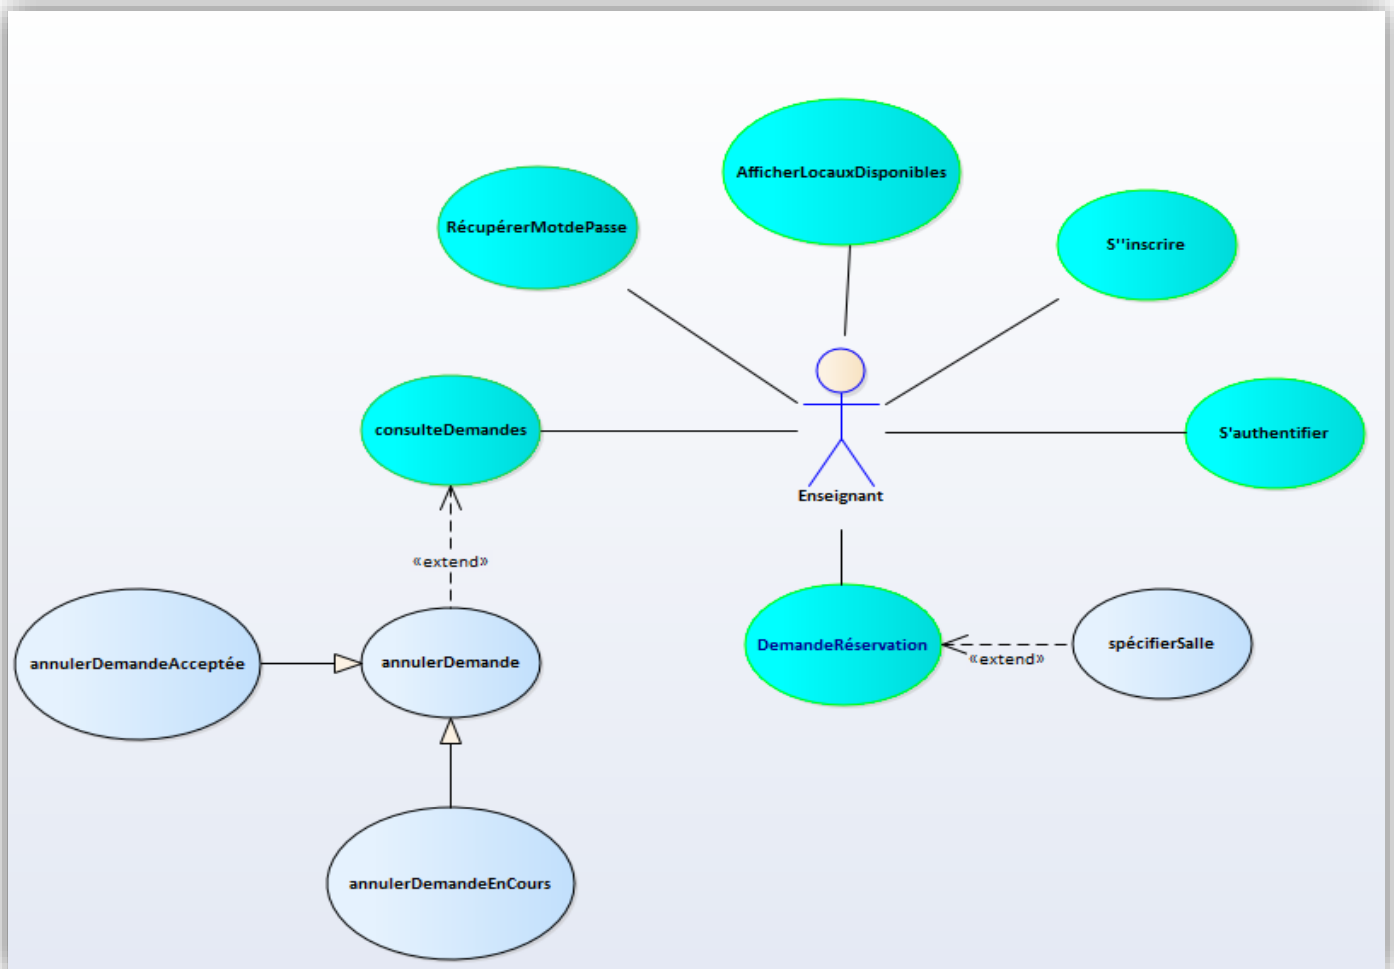 AfficherLocauxDisponibles
RécupérerMotdePasse
S''inscrire
consulteDemandes
S'authentifier
Enseignant
«extend»
annulerDemandeAcceptée
annulerDemande
DemandeRéservation
«extend»
spécifierSalle
annulerDemandeEnCours